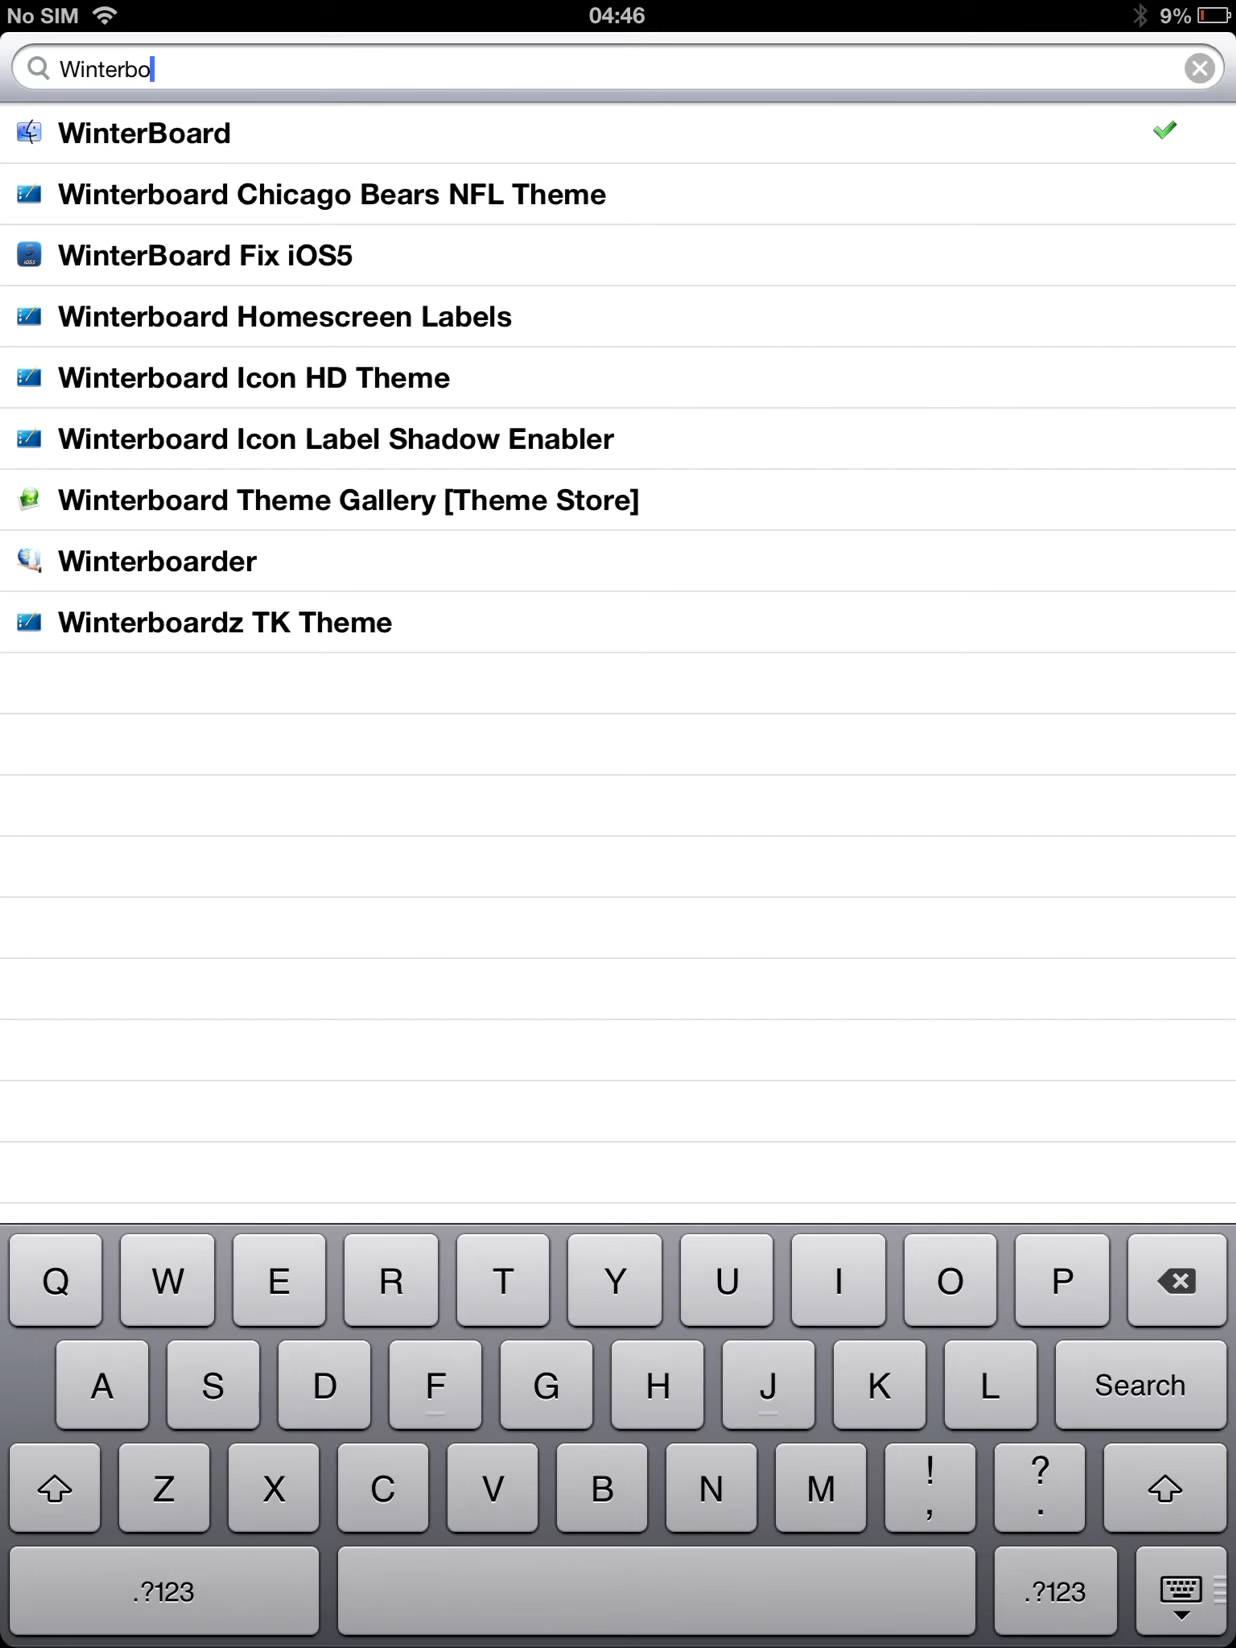 No SIM 04:46 9%
Winterbo
WinterBoard
Winterboard Chicago Bears NFL Theme
WinterBoard Fix iOS5
Winterboard Homescreen Labels
Winterboard Icon HD Theme
Winterboard Icon Label Shadow Enabler
Winterboard Theme Gallery [Theme Store]
Winterboarder
Winterboardz TK Theme
Q W E R T Y U I O P
A S D F G H J K L Search
Z X C V B N M ! , ? .
.?123 .?123